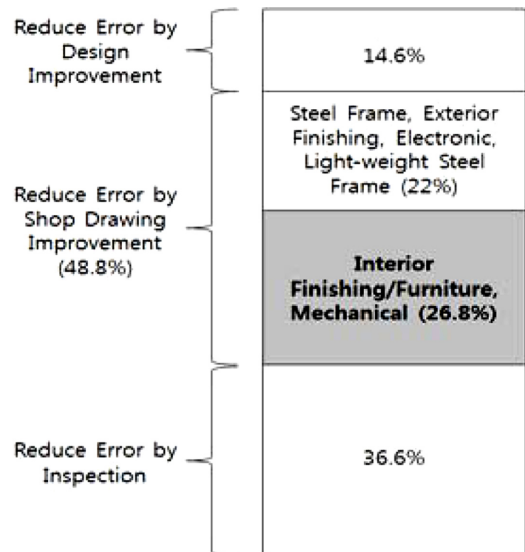 Reduce Error by
Design
Improvement
14.6%
Steel Frame, Exterior
Finishing, Electronic,
Light-weight Steel
Frame (22%)
Reduce Error by
Shop Drawing
Improvement
(48.8%)
Interior
Finishing/Furniture,
Mechanical (26.8%)
Reduce Error by
Inspection
36.6%